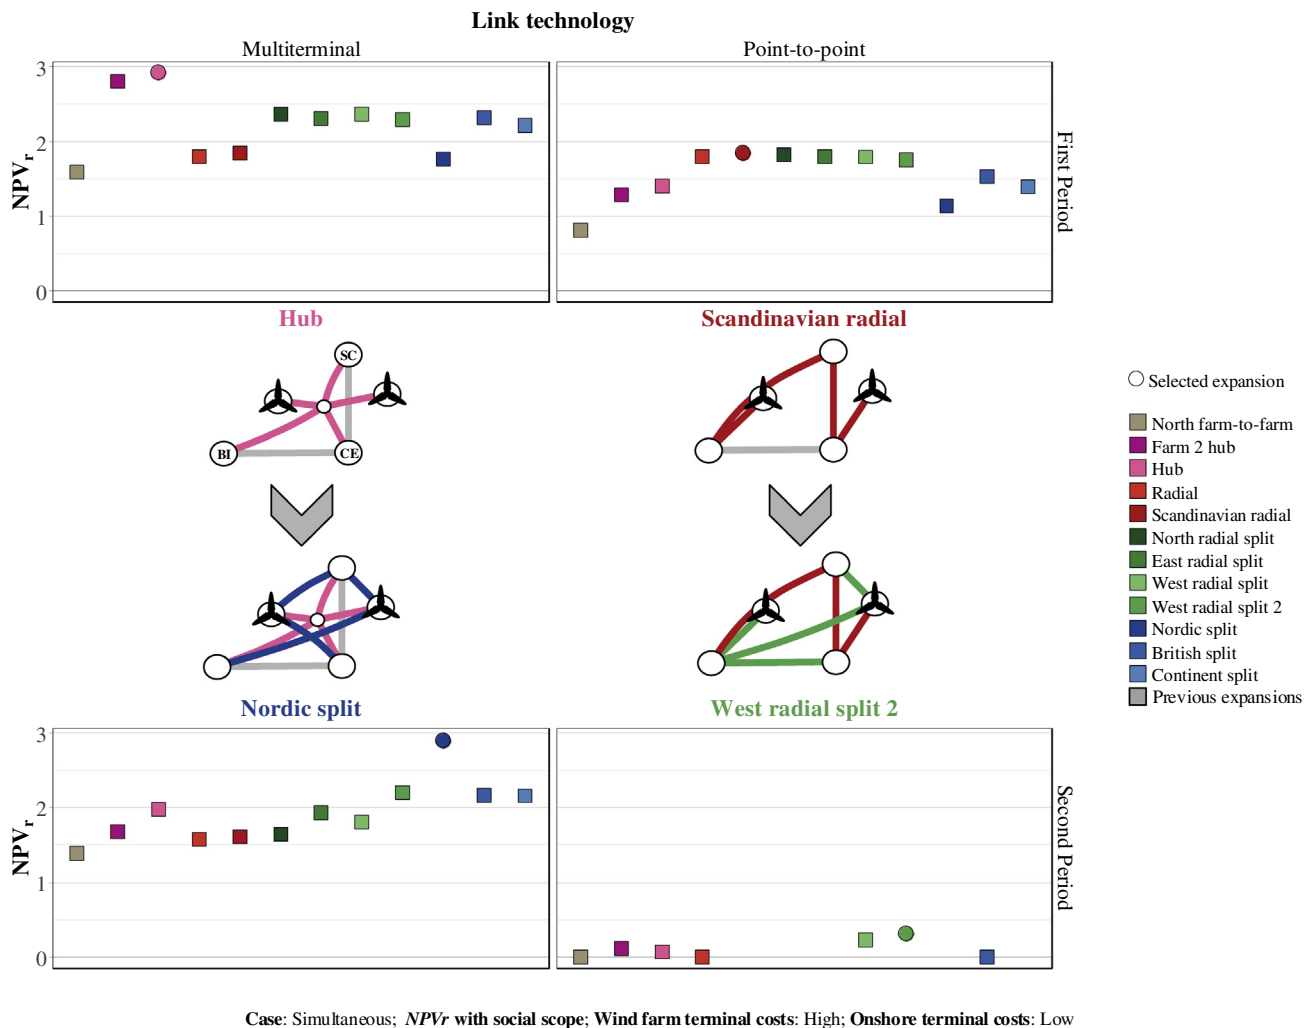 Link technology
Multiterminal
Point-to-point
NPVr
3
2
1
0
First Period
Hub
Scandinavian radial
SC
BI
CE
Selected expansion
North farm-to-farm
Farm 2 hub
Hub
Radial
Scandinavian radial
North radial split
East radial split
West radial split
West radial split 2
Nordic split
British split
Continent split
Previous expansions
Nordic split
West radial split 2
NPVr
3
2
1
0
Second Period
Case: Simultaneous; NPVr with social scope; Wind farm terminal costs: High; Onshore terminal costs: Low